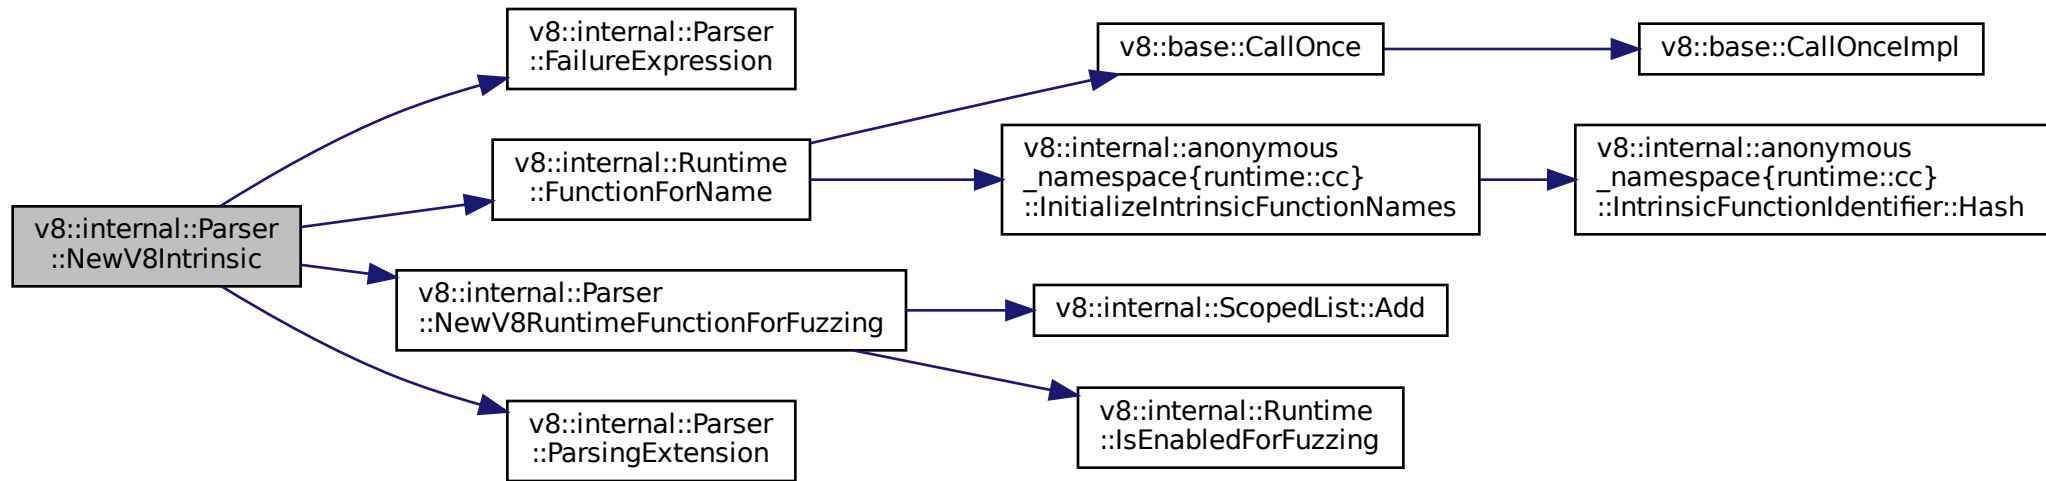 v8::internal::Parser
::NewV8Intrinsic
v8::internal::Parser
::FailureExpression
v8::internal::Runtime
::FunctionForName
v8::base::CallOnce
v8::base::CallOnceImpl
v8::internal::anonymous
_namespace{runtime::cc}
::InitializeIntrinsicFunctionNames
v8::internal::anonymous
_namespace{runtime::cc}
::IntrinsicFunctionIdentifier::Hash
v8::internal::Parser
::NewV8RuntimeFunctionForFuzzing
v8::internal::ScopedList::Add
v8::internal::Runtime
::IsEnabledForFuzzing
v8::internal::Parser
::ParsingExtension